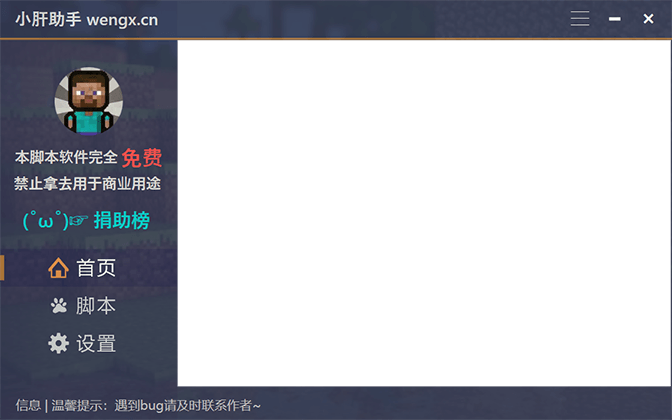 小肝助手 wengx.cn
本脚本软件完全 免费
禁止拿去用于商业用途
(ﾟωﾟ)☞ 捐助榜
首页
脚本
设置
信息 | 温馨提示：遇到bug请及时联系作者~